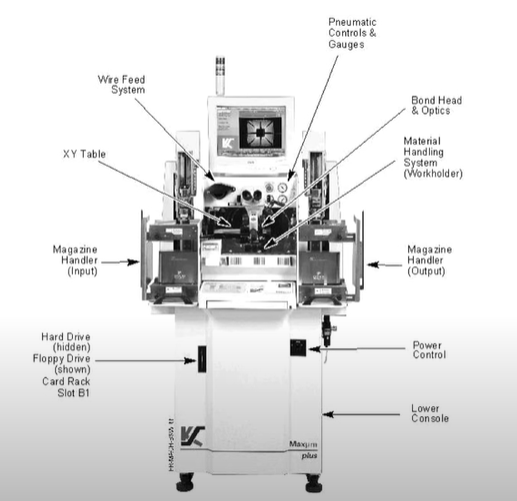 Pneumatic
Controls &
Gauges
Wire Feed
System
Bond Head
& Optics
XY Table
Material
Handling
System
(Workholder)
Magazine
Handler
(Input)
Magazine
Handler
(Output)
Hard Drive
(hidden)
Floppy Drive
(shown)
Card Rack
Slot B1
Power
Control
Lower
Console
Maxµm
plus